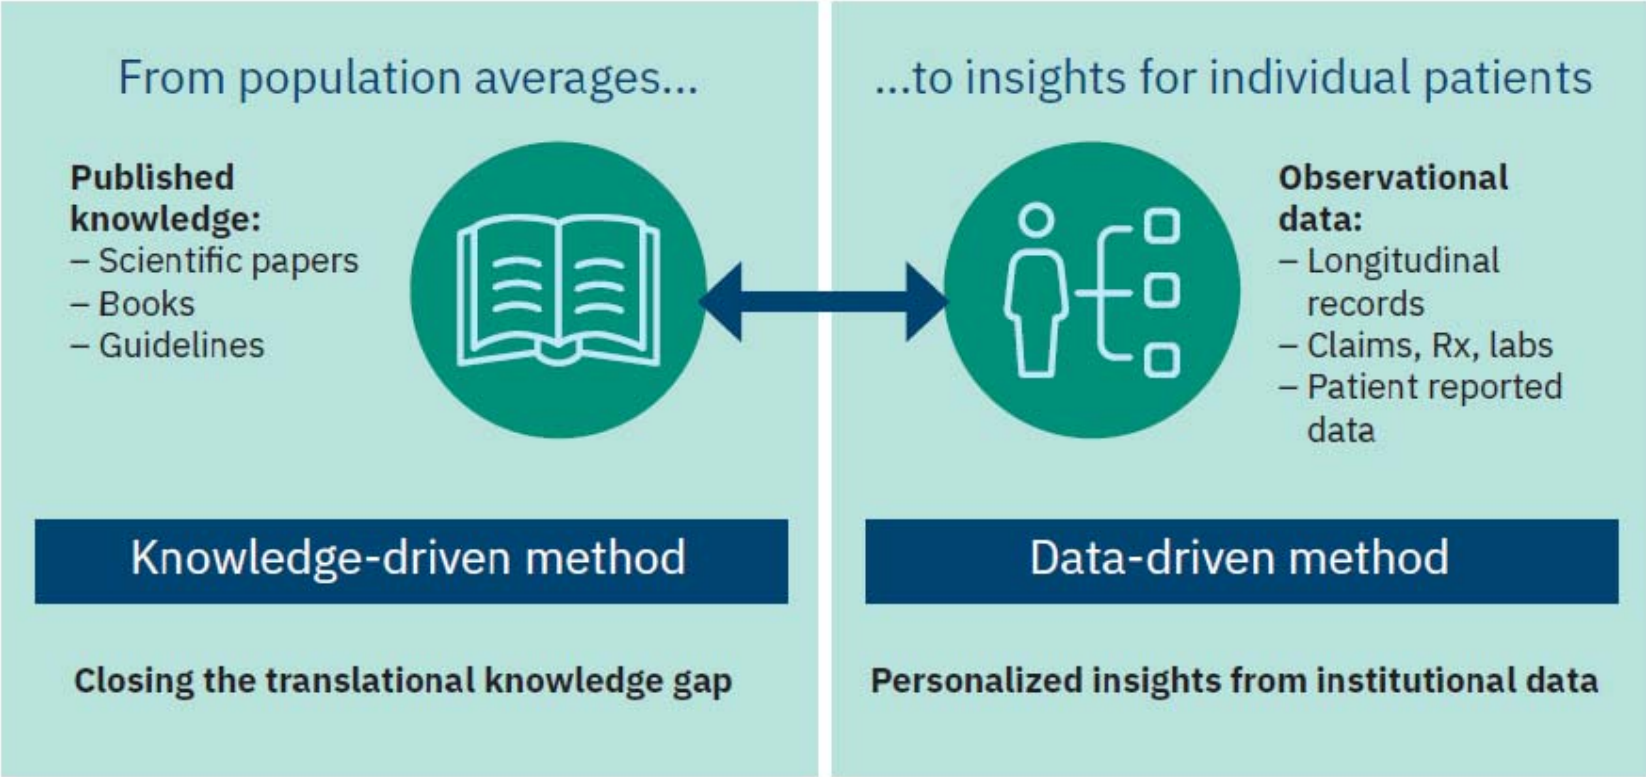 From population averages...
Published
knowledge:
– Scientific papers
– Books
– Guidelines
Knowledge-driven method
Closing the translational knowledge gap
...to insights for individual patients
Observational
data:
– Longitudinal
records
– Claims, Rx, labs
– Patient reported
data
Data-driven method
Personalized insights from institutional data